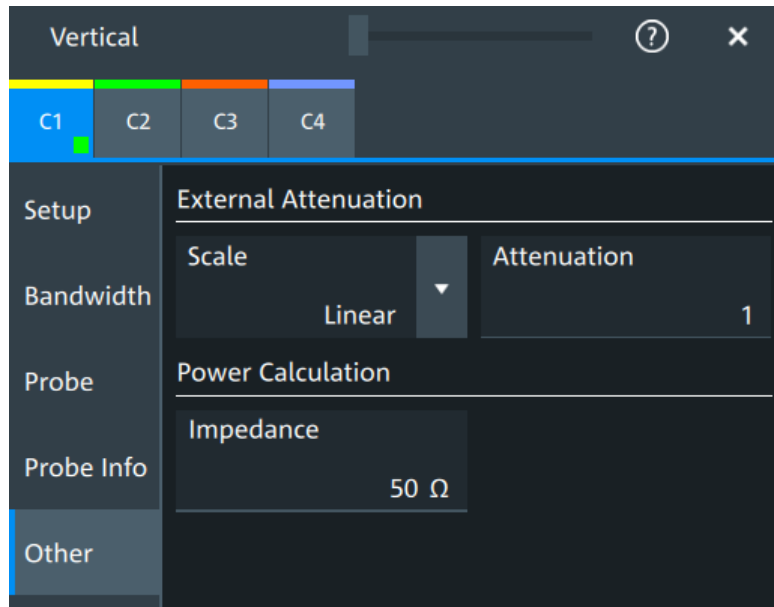 Vertical
?
×
C1
C2
C3
C4
Setup
Bandwidth
Probe
Probe Info
Other
External Attenuation
Scale
Linear
Attenuation
1
Power Calculation
Impedance
50 Ω